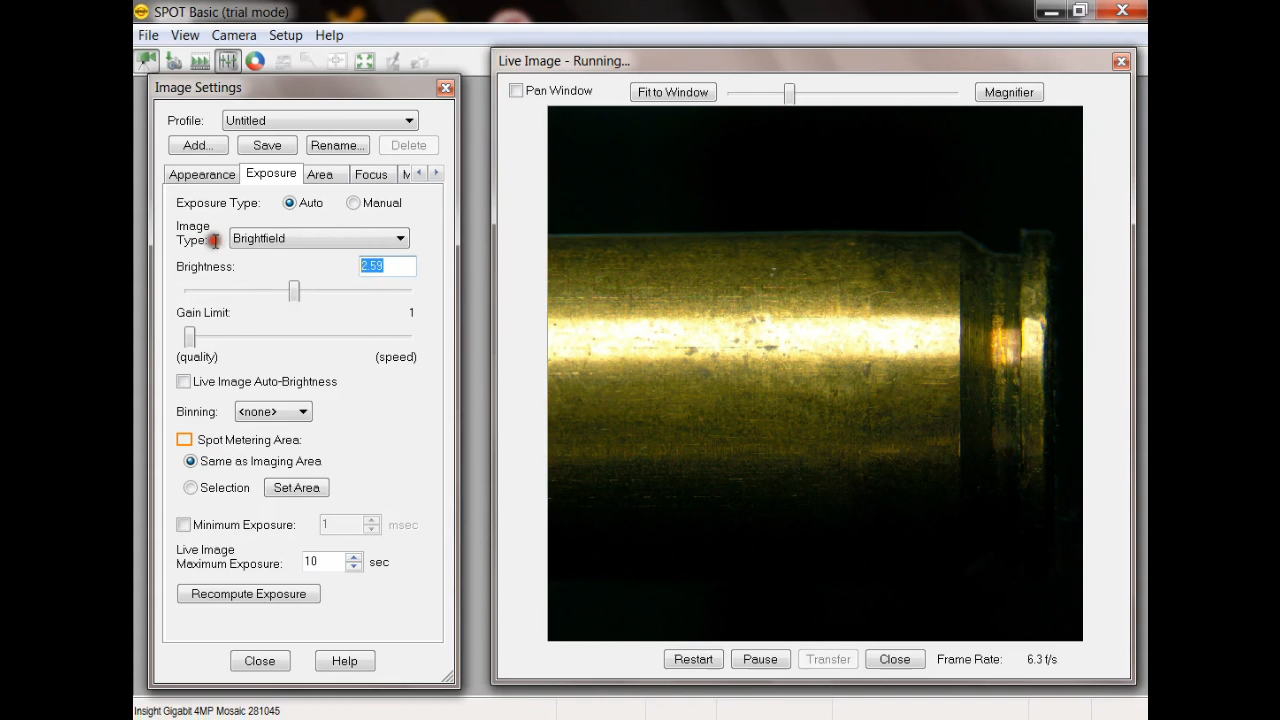 SPOT Basic (trial mode)
File View Camera Setup Help
Image Settings
Profile: Untitled
Add... Save Rename... Delete
Appearance Exposure Area Focus
Exposure Type: Auto Manual
Image
Type: Brightfield
Brightness: 2.59
Gain Limit: 1
(quality) (speed)
Live Image Auto-Brightness
Binning: <none>
Spot Metering Area:
Same as Imaging Area
Selection Set Area
Minimum Exposure: 1 msec
Live Image
Maximum Exposure: 10 sec
Recompute Exposure
Close Help
Live Image - Running...
Pan Window Fit to Window Magnifier
Restart Pause Transfer Close Frame Rate: 6.3 f/s
Insight Gigabit 4MP Mosaic 281045